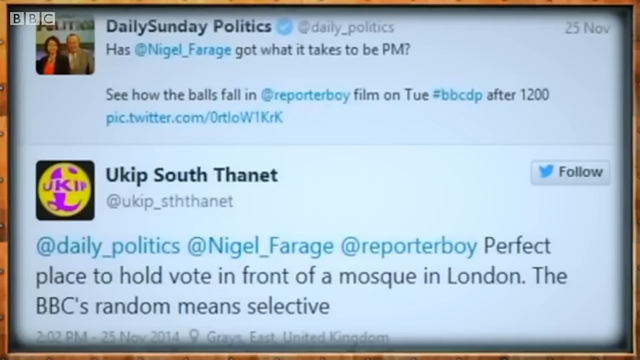 BBC
DailySunday Politics @daily_politics 25 Nov
Has @Nigel_Farage got what it takes to be PM?
See how the balls fall in @reporterboy film on Tue #bbcdp after 1200
pic.twitter.com/0rtIoW1KrK
UKIP
Ukip South Thanet Follow
@ukip_sththanet
@daily_politics @Nigel_Farage @reporterboy Perfect
place to hold vote in front of a mosque in London. The
BBC's random means selective
2:02 PM - 25 Nov 2014 Grays, East, United Kingdom